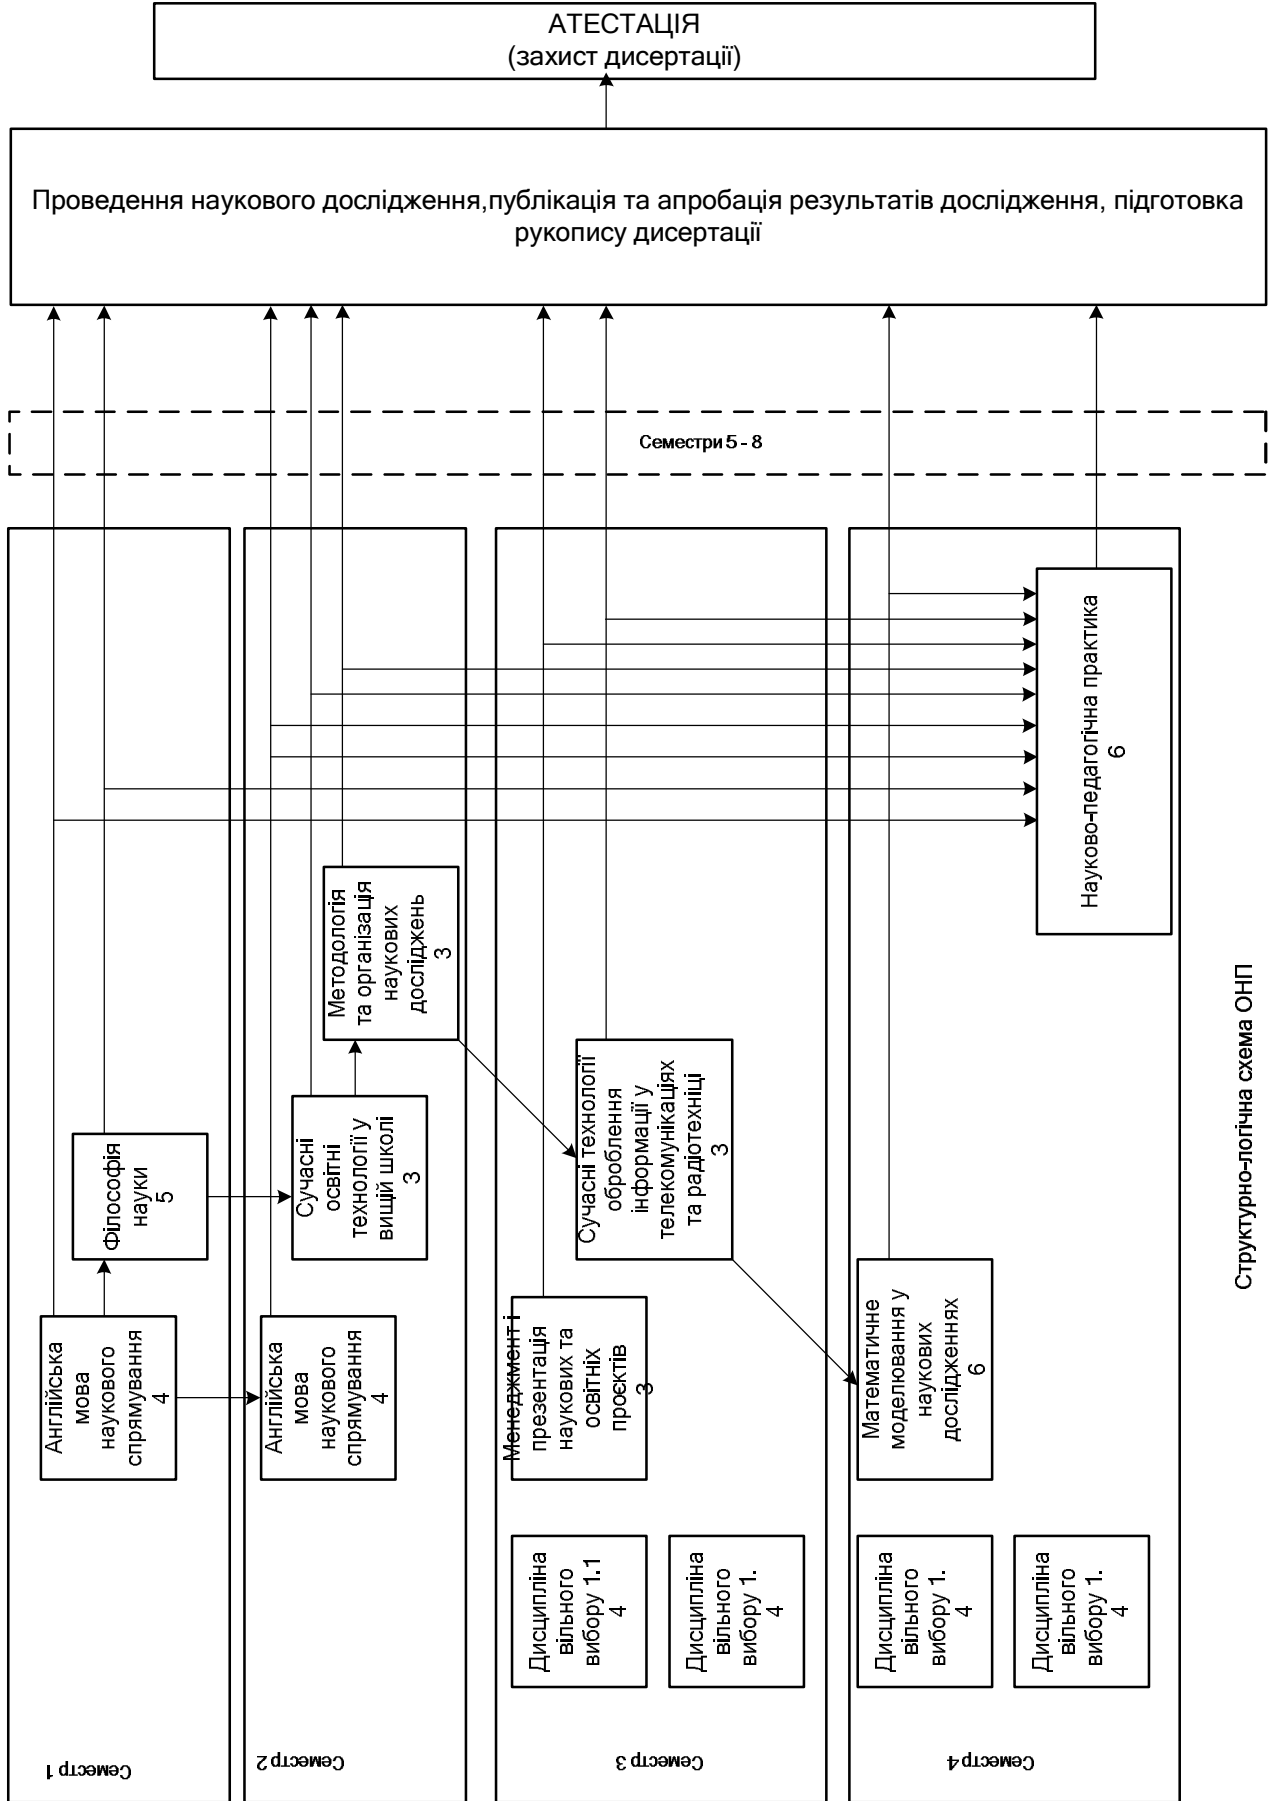 АТЕСТАЦІЯ
(захист дисертації)
Проведення наукового дослідження,публікація та апробація результатів дослідження, підготовка
рукопису дисертації
Семестри 5 - 8
Семестр 1
Англійська
мова
наукового
спрямування
4
Філософія
науки
5
Семестр 2
Англійська
мова
наукового
спрямування
4
Сучасні
освітні
технології у
вищій школі
3
Методологія
та організація
наукових
досліджень
3
Семестр 3
Дисципліна
вільного
вибору 1.1
4
Дисципліна
вільного
вибору 1.
4
Менеджмент і
презентація
наукових та
освітніх
проєктів
3
Сучасні технології
оброблення
інформації у
телекомунікаціях
та радіотехніці
3
Семестр 4
Дисципліна
вільного
вибору 1.
4
Дисципліна
вільного
вибору 1.
4
Математичне
моделювання у
наукових
дослідженнях
6
Науково-педагогічна практика
6
Структурно-логічна схема ОНП